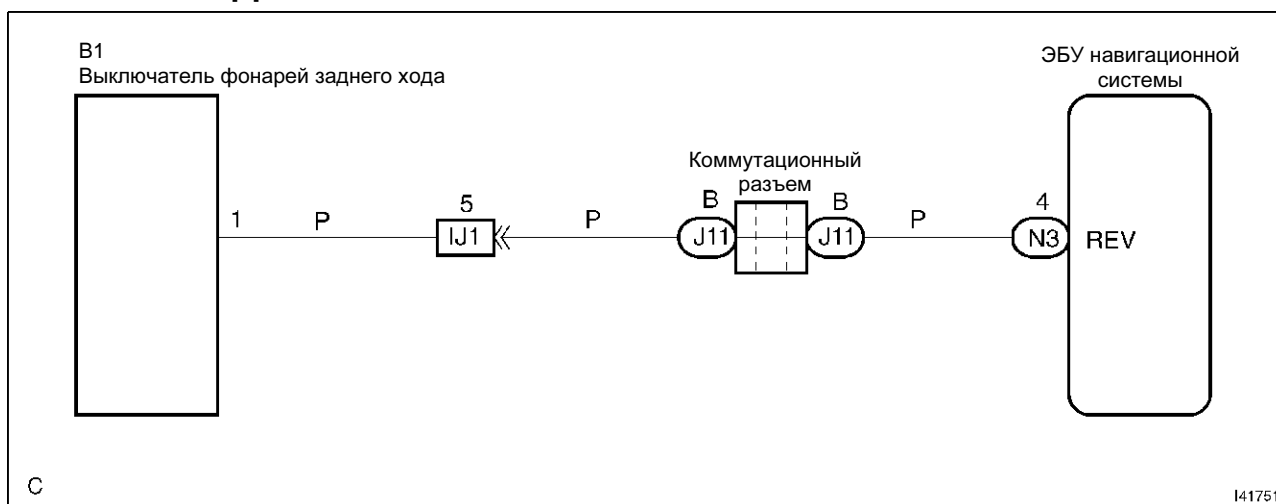 B1
Выключатель фонарей заднего хода
ЭБУ навигационной
системы
Коммутационный
разъем
1 P 5 P B B P 4
IJ1 J11 J11 N3 REV
C
I41751